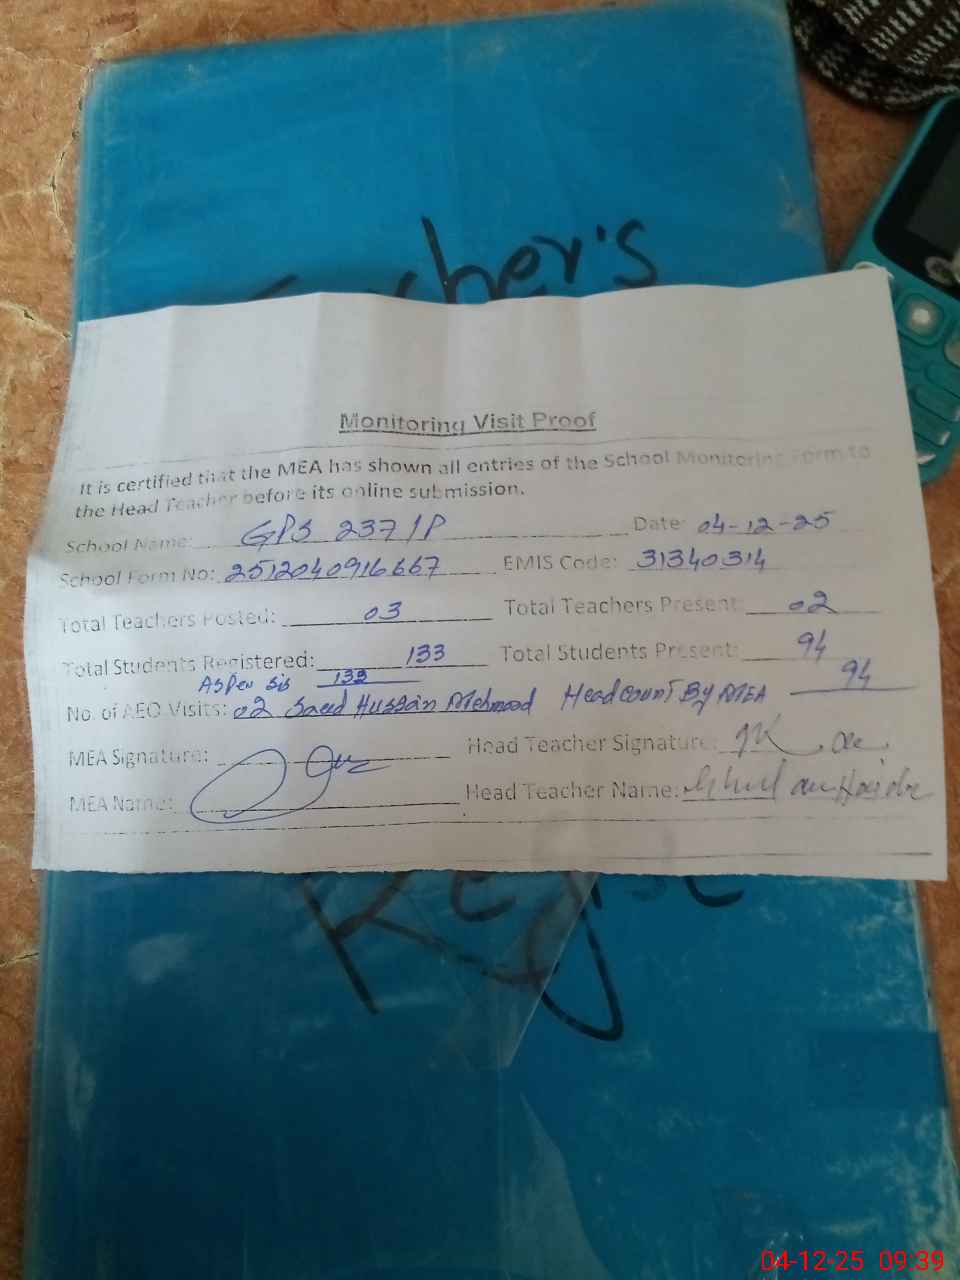 Teacher's
Monitoring Visit Proof
It is certified that the MEA has shown all entries of the School Monitoring Form to
the Head Teacher before its online submission.
School Name: GPS 237/P Date: 04-12-25
School Form No: 2512040916667 EMIS Code: 31340314
Total Teachers Posted: 03 Total Teachers Present: 02
Total Students Registered: 133 Total Students Present: 94
As Per Sis 133
No. of AEO Visits: 02 Saeed Hussain Mehmood Head count By MEA 94
MEA Signature: Head Teacher Signature:
MEA Name: Head Teacher Name: Haider
04-12-25 09:39